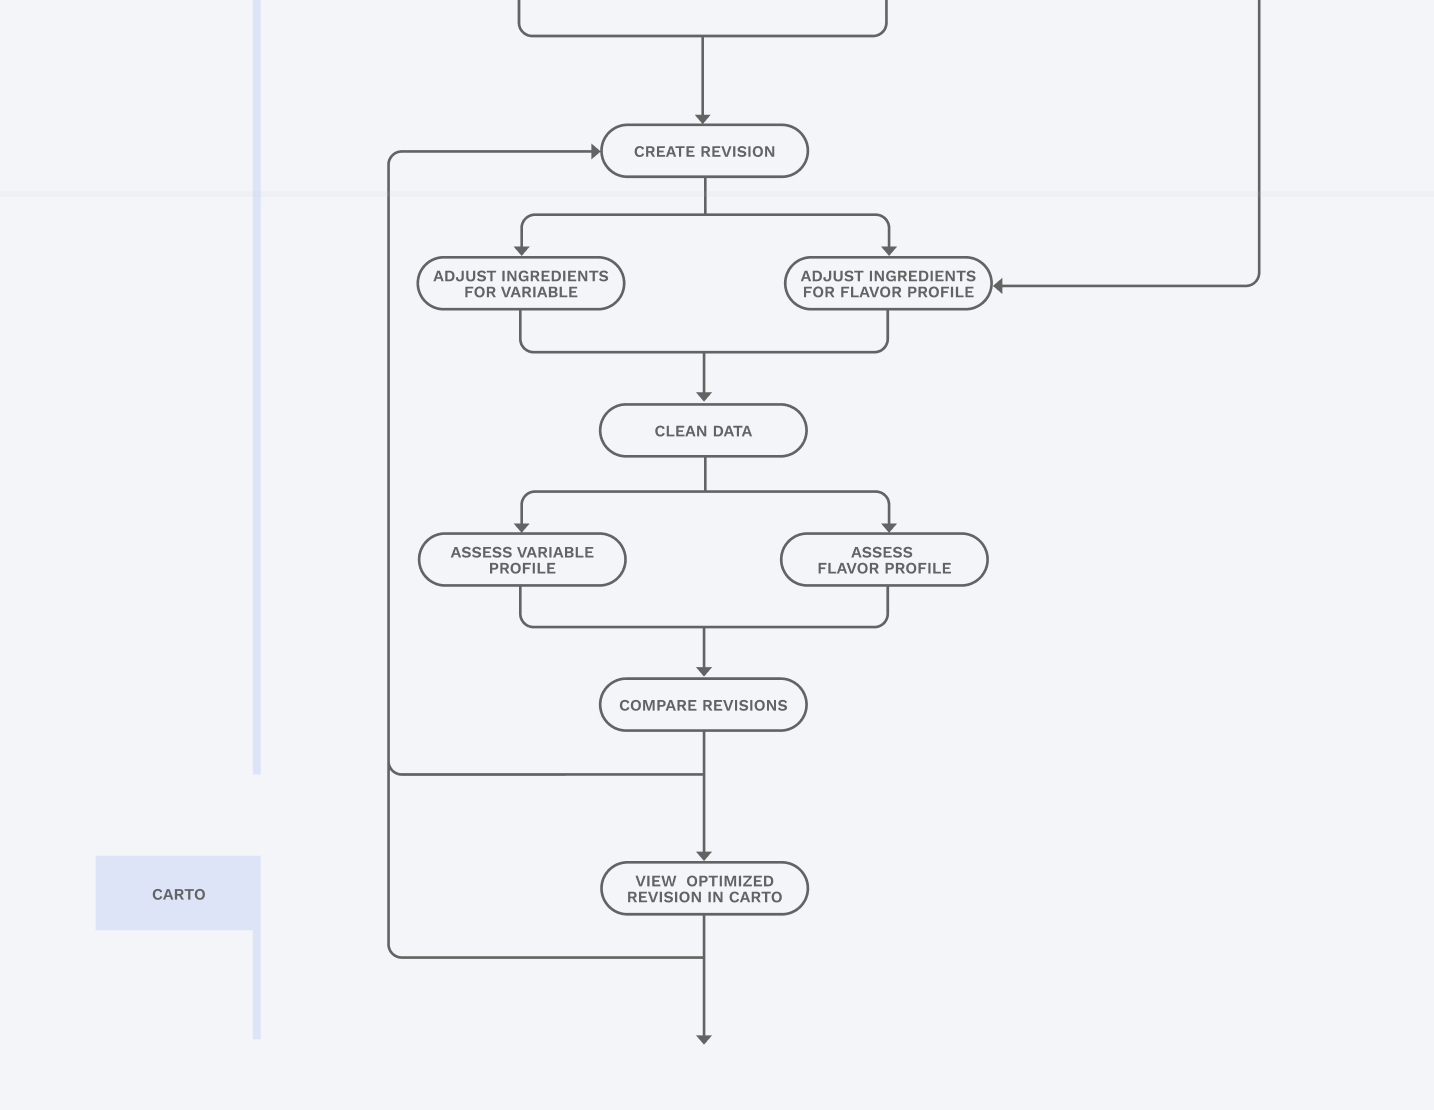 CREATE REVISION
ADJUST INGREDIENTS
FOR VARIABLE
ADJUST INGREDIENTS
FOR FLAVOR PROFILE
CLEAN DATA
ASSESS VARIABLE
PROFILE
ASSESS
FLAVOR PROFILE
COMPARE REVISIONS
VIEW  OPTIMIZED
REVISION IN CARTO
CARTO